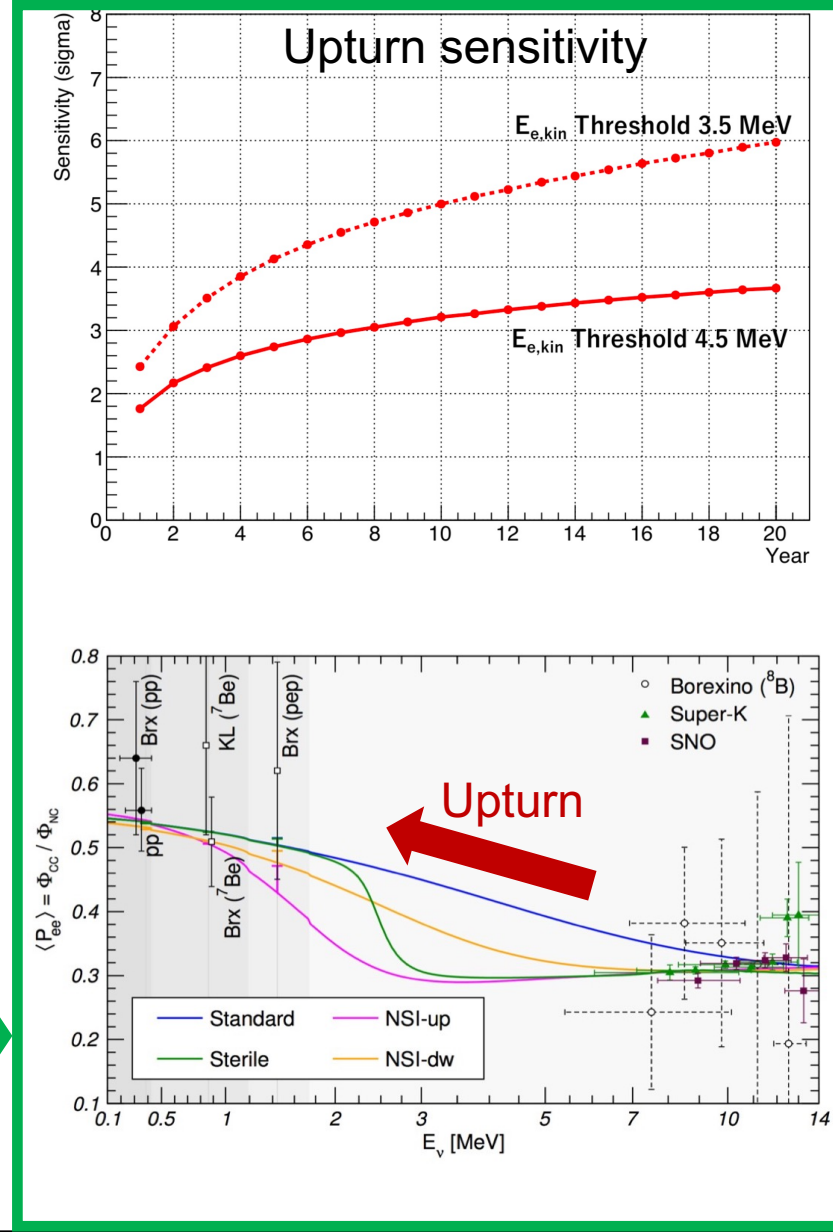 Upturn sensitivity
Sensitivity (sigma)
8
7
6
5
4
3
2
1
0
E_e,kin Threshold 3.5 MeV
E_e,kin Threshold 4.5 MeV
0 2 4 6 8 10 12 14 16 18 20
Year
⟨P_ee⟩ = Φ_CC / Φ_NC
0.8
0.7
0.6
0.5
0.4
0.3
0.2
0.1
Brx (pp)
pp
KL (⁷Be)
Brx (⁷Be)
Brx (pep)
Borexino (⁸B)
Super-K
SNO
Upturn
Standard
NSI-up
Sterile
NSI-dw
0.1 0.5 1 2 3 5 7 10 14
E_ν [MeV]